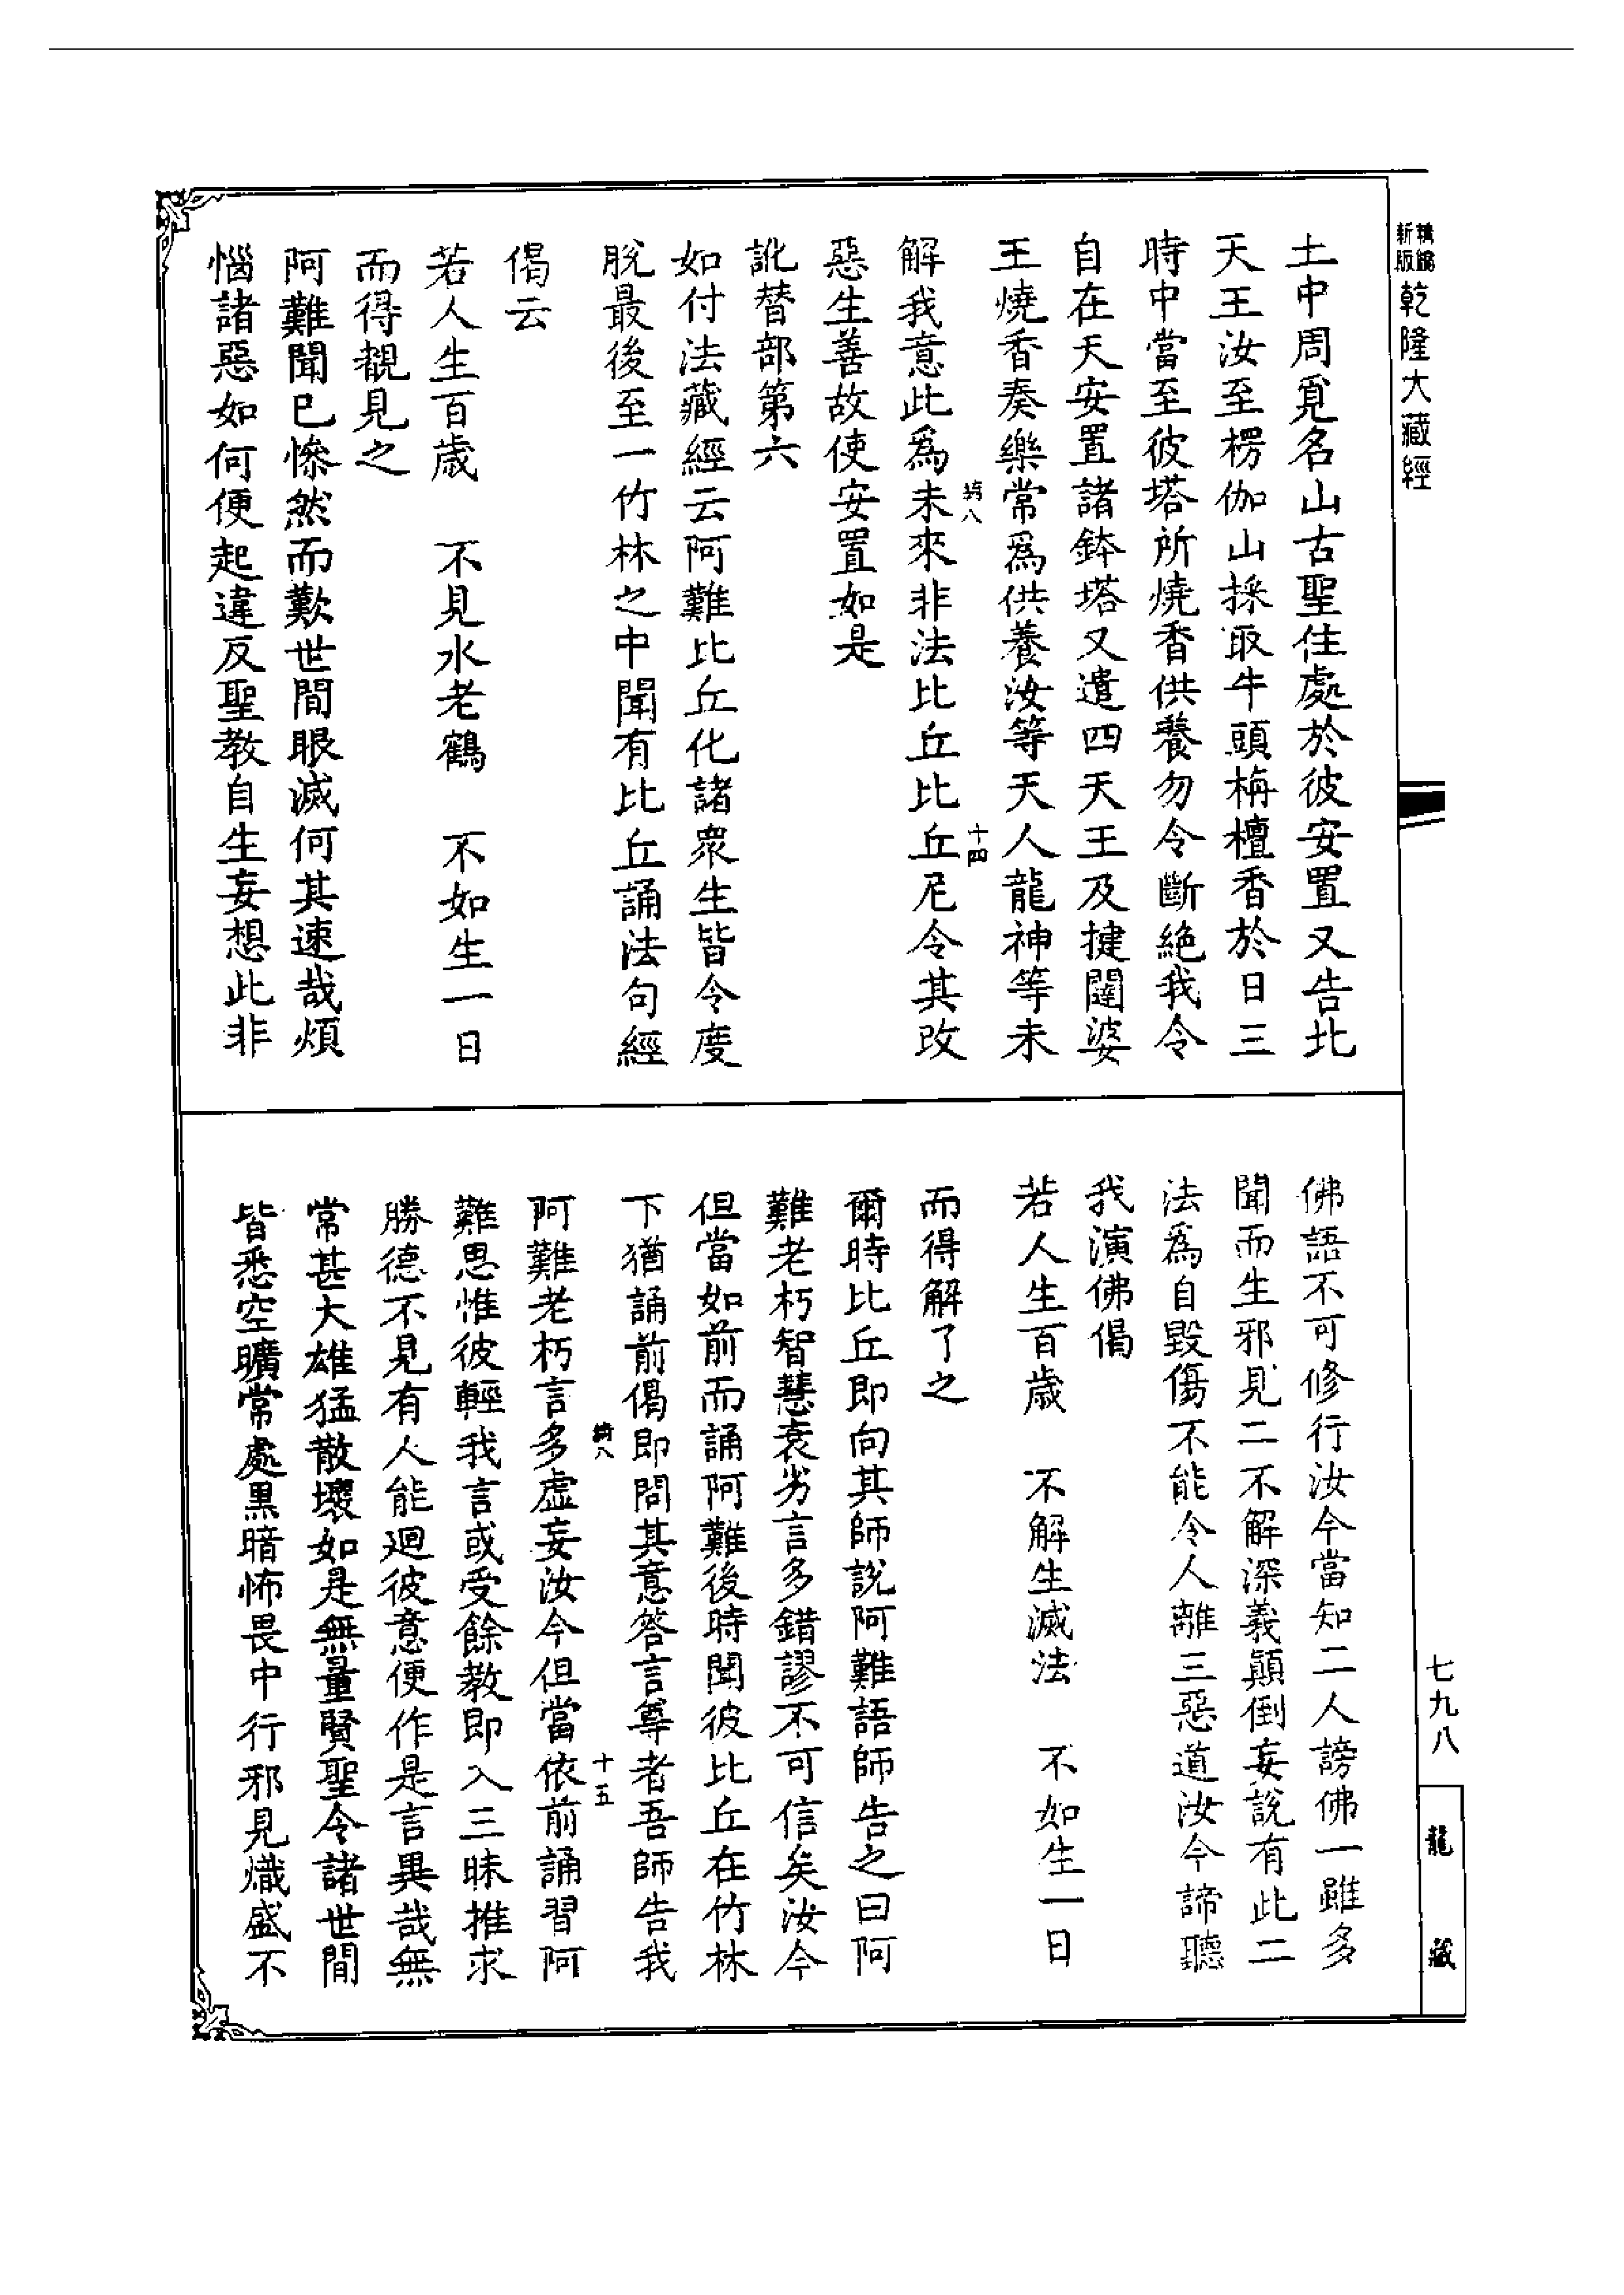 乾隆大藏經
土中周覓名山古聖住處於彼安置又告北
天王汝至楞伽山採取牛頭栴檀香於日三
時中當至彼塔所燒香供養勿令斷絕我令
自在天安置諸鉢塔又遣四天王及揵闥婆
王燒香奏樂常爲供養汝等天人龍神等未
解我意此爲未來非法比丘比丘尼令其改
惡生善故使安置如是
訛替部第六
如付法藏經云阿難比丘化諸衆生皆令度
脫最後至一竹林之中聞有比丘誦法句經
偈云
若人生百歲　不見水老鶴　不如生一日
而得覩見之
阿難聞已慘然而歎世間眼滅何其速哉煩
惱諸惡如何便起違反聖教自生妄想此非
佛語不可修行汝今當知二人謗佛一雖多
聞而生邪見二不解深義顛倒妄說有此二
法爲自毀傷不能令人離三惡道汝今諦聽
我演佛偈
若人生百歲　不解生滅法　不如生一日
而得解了之
爾時比丘即向其師說阿難語師告之曰阿
難老朽智慧衰劣言多錯謬不可信矣汝今
但當如前而誦阿難後時聞彼比丘在竹林
下猶誦前偈即問其意答言尊者吾師告我
阿難老朽言多虛妄汝今但當依前誦習阿
難思惟彼輕我言或受餘教即入三昧推求
勝德不見有人能迴彼意便作是言異哉無
常甚大雄猛散壞如是無量賢聖令諸世間
皆悉空曠常處黑暗怖畏中行邪見熾盛不
十四
十五
七九八
龍藏